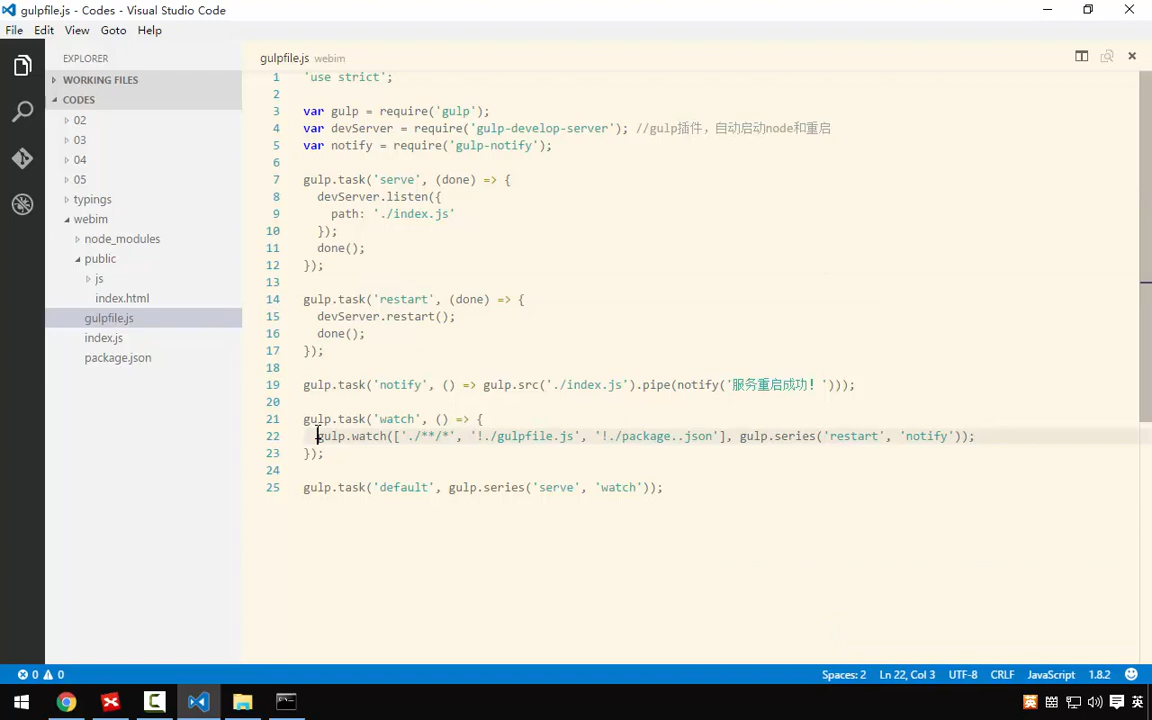 gulpfile.js - Codes - Visual Studio Code
File Edit View Goto Help
EXPLORER
WORKING FILES
CODES
02
03
04
05
typings
webim
node_modules
public
js
index.html
gulpfile.js
index.js
package.json
gulpfile.js webim
1 'use strict';
2
3 var gulp = require('gulp');
4 var devServer = require('gulp-develop-server'); //gulp插件，自动启动node和重启
5 var notify = require('gulp-notify');
6
7 gulp.task('serve', (done) => {
8 devServer.listen({
9 path: './index.js'
10 });
11 done();
12 });
13
14 gulp.task('restart', (done) => {
15 devServer.restart();
16 done();
17 });
18
19 gulp.task('notify', () => gulp.src('./index.js').pipe(notify('服务重启成功！')));
20
21 gulp.task('watch', () => {
22 gulp.watch(['./**/*', '!./gulpfile.js', '!./package..json'], gulp.series('restart', 'notify'));
23 });
24
25 gulp.task('default', gulp.series('serve', 'watch'));
0 0
Spaces: 2 Ln 22, Col 3 UTF-8 CRLF JavaScript 1.8.2
英 英